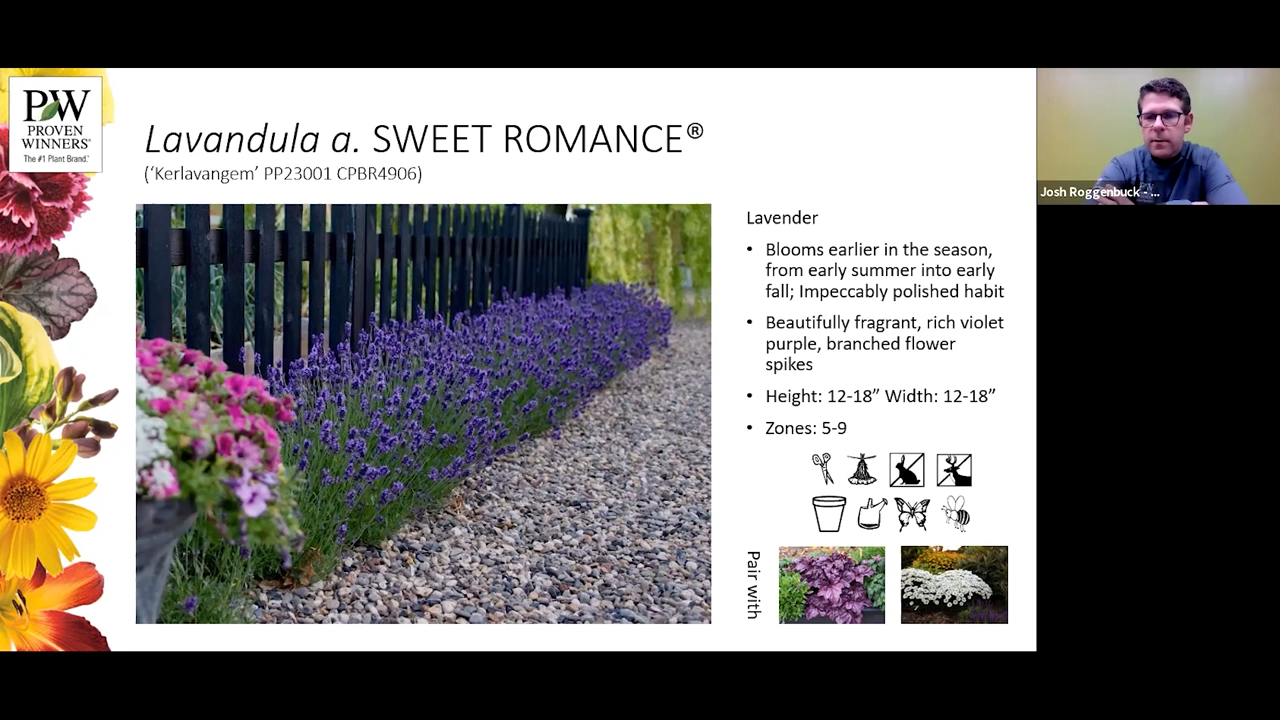 PW
PROVEN
WINNERS®
The #1 Plant Brand.
Lavandula a. SWEET ROMANCE®
(‘Kerlavangem’ PP23001 CPBR4906)
Lavender
• Blooms earlier in the season,
from early summer into early
fall; Impeccably polished habit
• Beautifully fragrant, rich violet
purple, branched flower
spikes
• Height: 12-18” Width: 12-18”
• Zones: 5-9
Pair with
Josh Roggenbuck - ...
PW